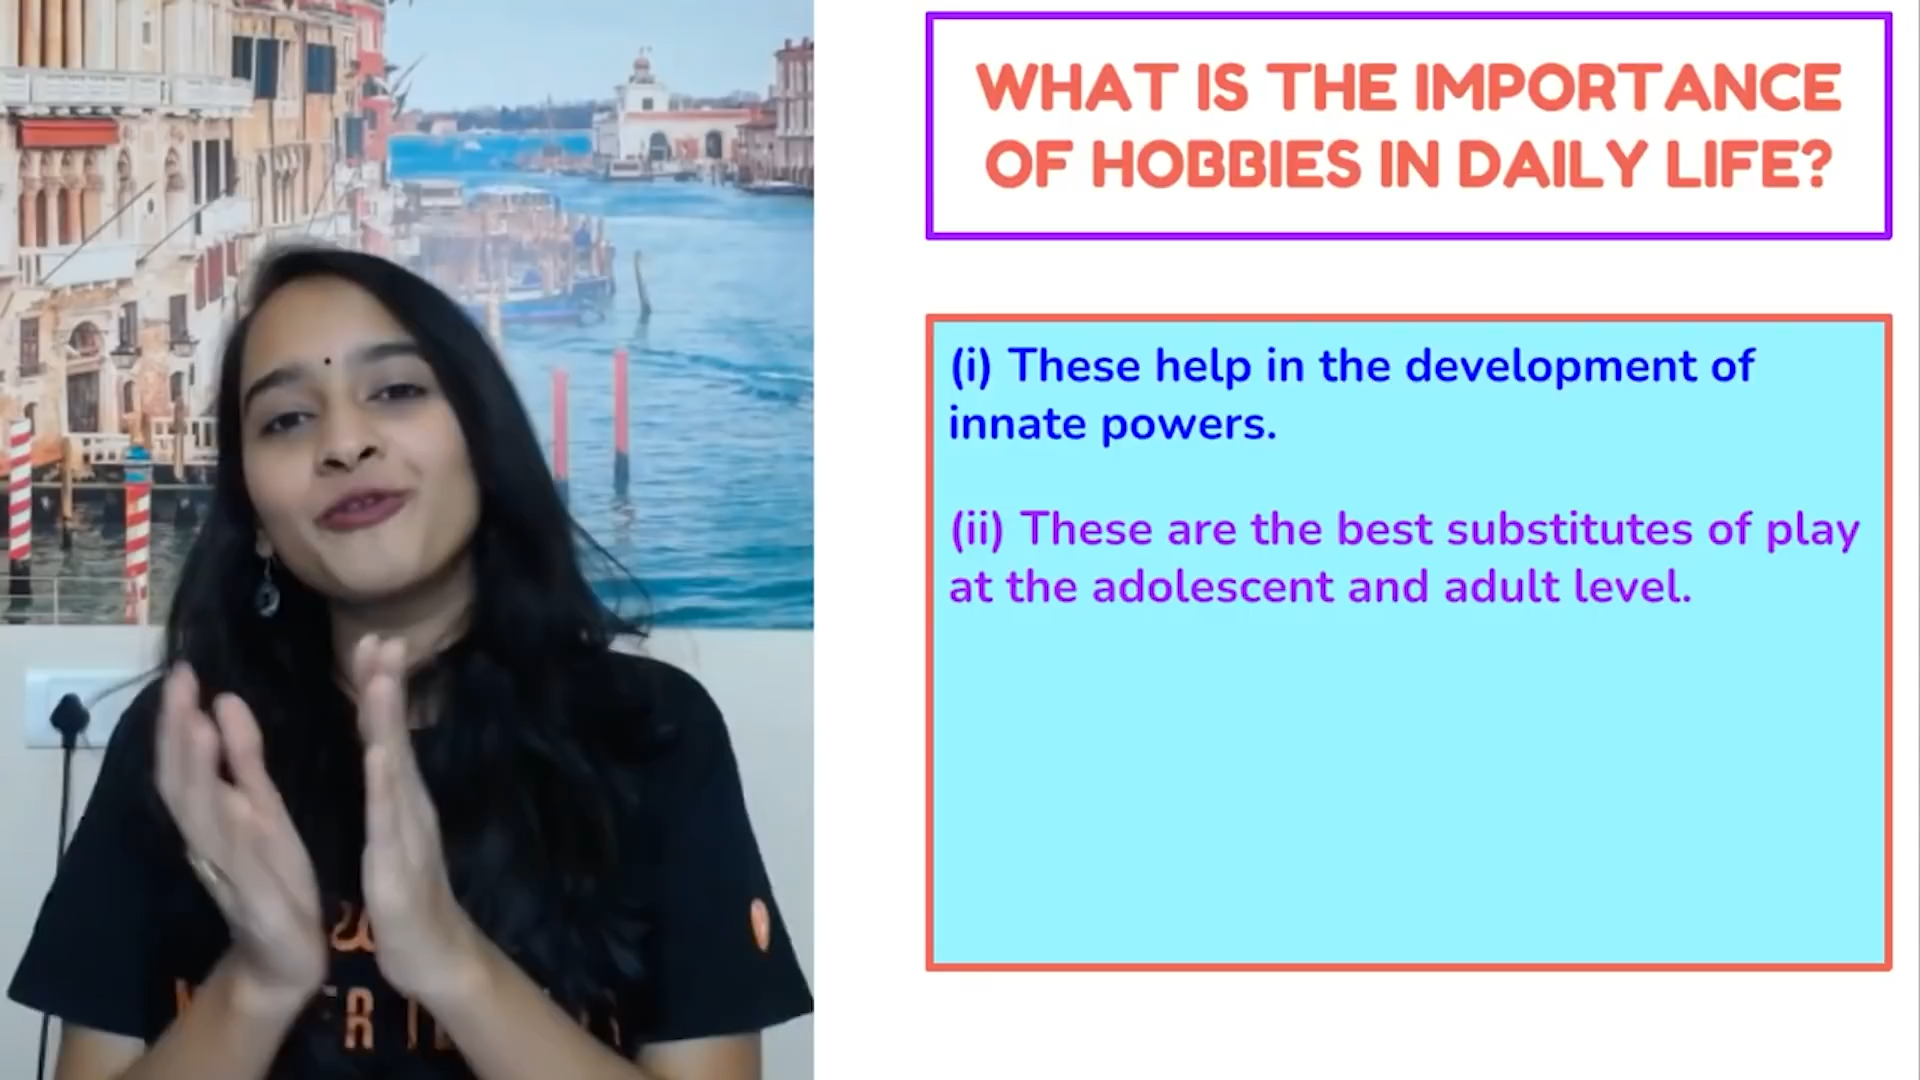 WHAT IS THE IMPORTANCE
OF HOBBIES IN DAILY LIFE?
(i) These help in the development of
innate powers.
(ii) These are the best substitutes of play
at the adolescent and adult level.